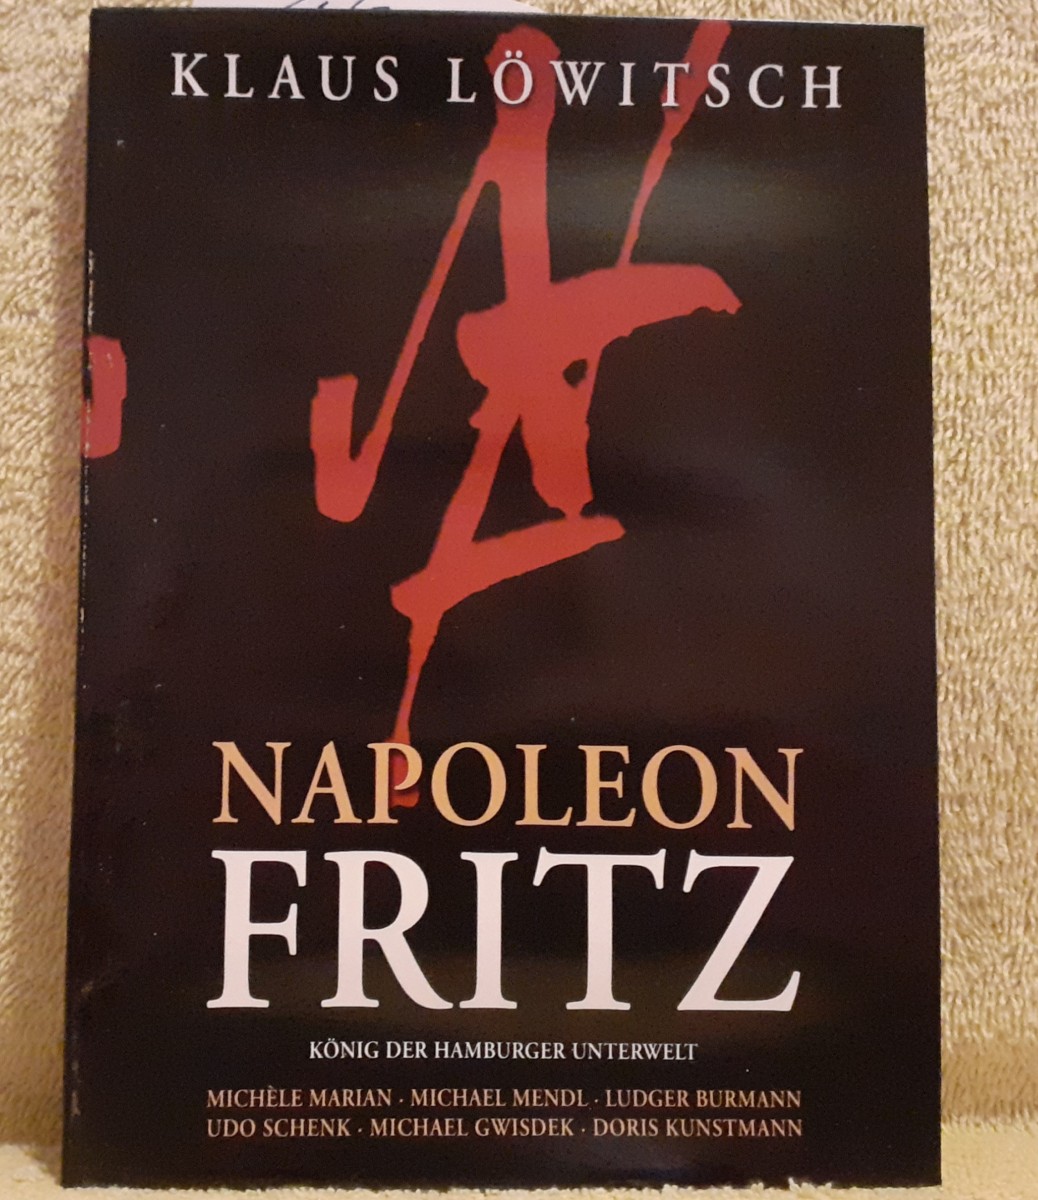 KLAUS LÖWITSCH
NAPOLEON
FRITZ
KÖNIG DER HAMBURGER UNTERWELT
MICHÈLE MARIAN · MICHAEL MENDL · LUDGER BURMANN
UDO SCHENK · MICHAEL GWISDEK · DORIS KUNSTMANN